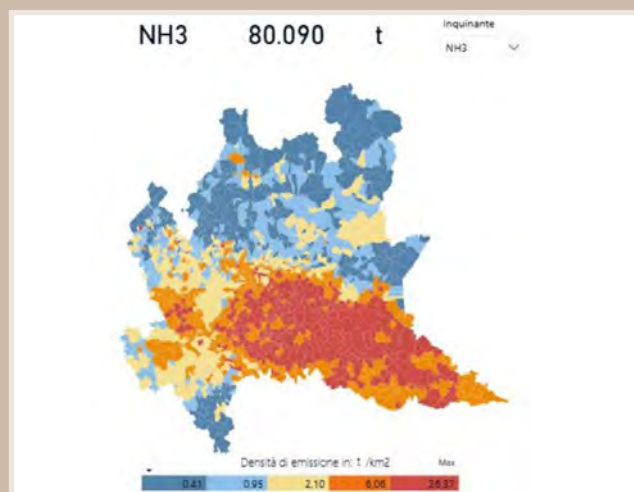 Inquinante
NH3 80.090 t
NH3
Densità di emissione in: 1 /km2 Max
0,41 0,95 2,10 6,06 26,37